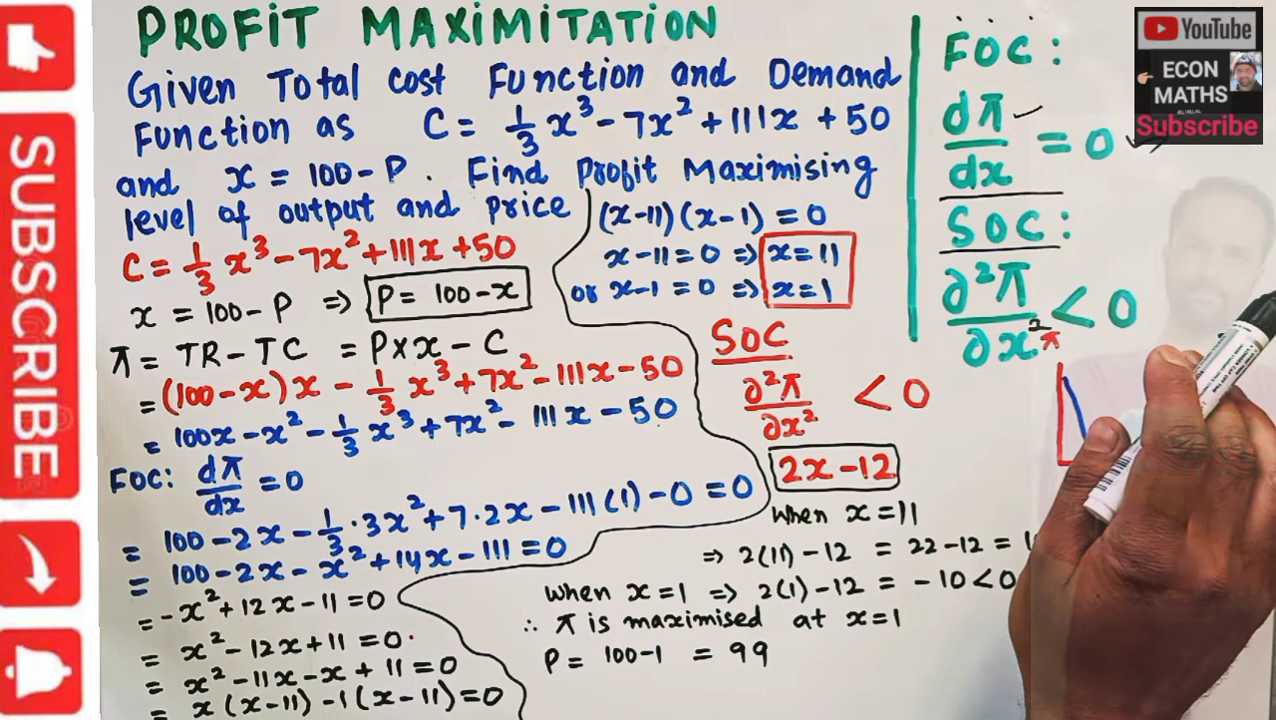 PROFIT MAXIMITATION
Given Total cost Function and Demand
Function as C = 1/3 x³ - 7x² + 111x + 50
and x = 100 - P. Find Profit Maximising
level of output and price
C = 1/3 x³ - 7x² + 111x + 50
x = 100 - P ⇒ P = 100 - x
π = TR - TC = P × x - C
= (100 - x)x - 1/3 x³ + 7x² - 111x - 50
= 100x - x² - 1/3 x³ + 7x² - 111x - 50
FOC: dπ/dx = 0
= 100 - 2x - 1/3 · 3x² + 7·2x - 111(1) - 0 = 0
= 100 - 2x - x² + 14x - 111 = 0
= -x² + 12x - 11 = 0
= x² - 12x + 11 = 0
= x² - 11x - x + 11 = 0
= x(x - 11) - 1(x - 11) = 0
(x - 11)(x - 1) = 0
x - 11 = 0 ⇒ x = 11
or x - 1 = 0 ⇒ x = 1
SOC
∂²π/∂x² < 0
2x - 12
When x = 11
⇒ 2(11) - 12 = 22 - 12 =
When x = 1 ⇒ 2(1) - 12 = -10 < 0
∴ π is maximised at x = 1
P = 100 - 1 = 99
FOC:
dπ/dx = 0
SOC:
∂²π/∂x² < 0
π
YouTube
ECON
MATHS
Subscribe
SUBSCRIBE